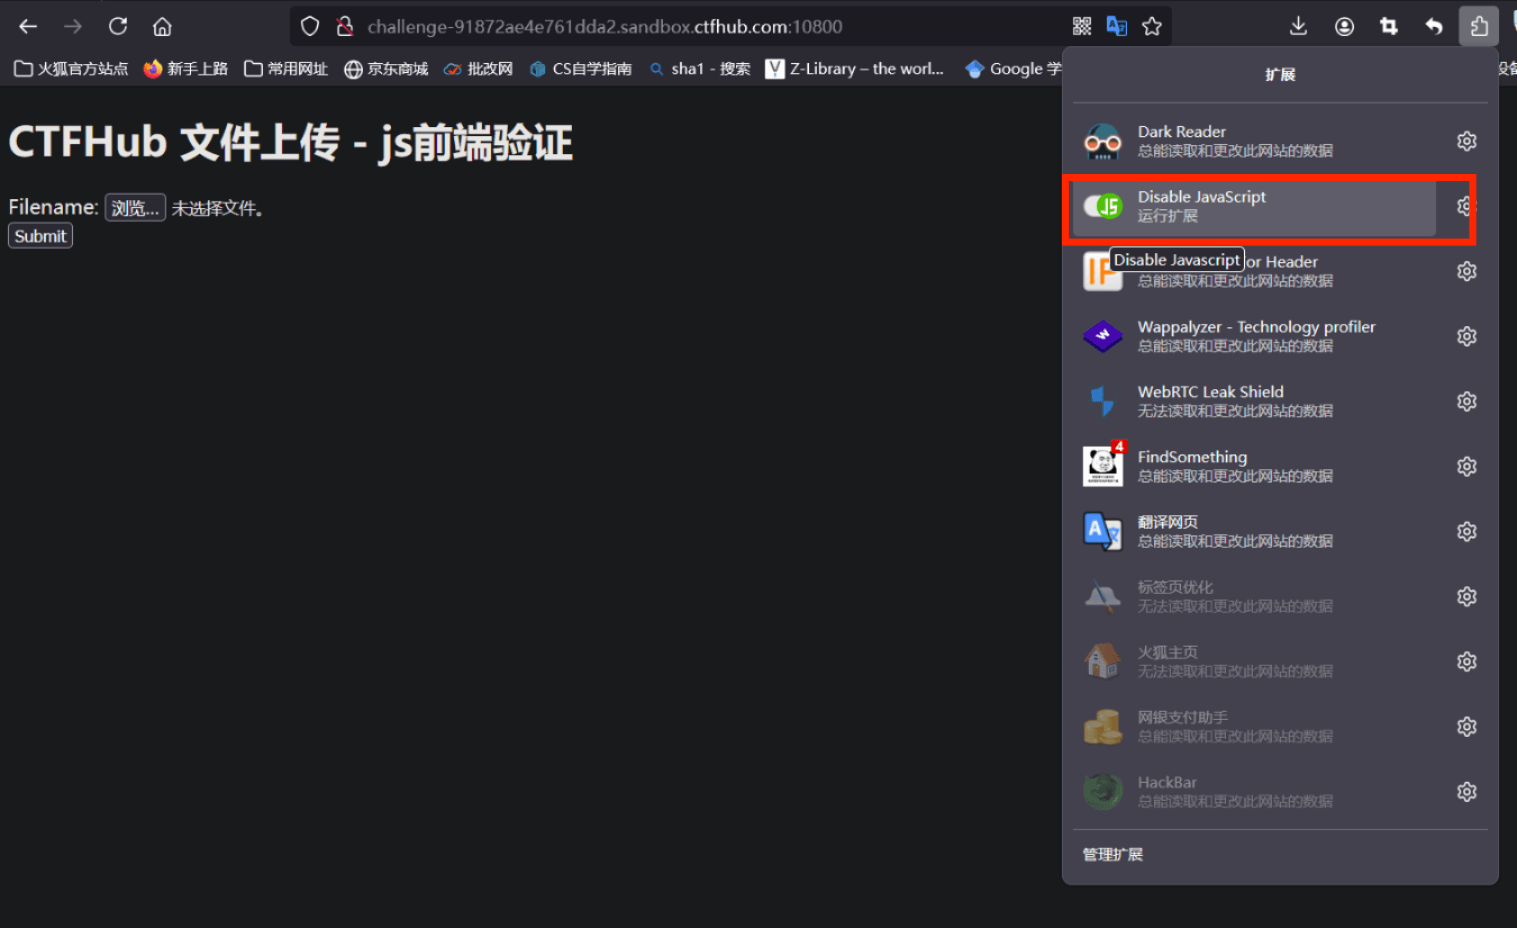 challenge-91872ae4e761dda2.sandbox.ctfhub.com:10800
火狐官方站点 新手上路 常用网址 京东商城 批改网 CS自学指南 sha1 - 搜索 Z-Library – the worl... Google 学
扩展
CTFHub 文件上传 - js前端验证
Filename: 浏览... 未选择文件。
Submit
Dark Reader
总能读取和更改此网站的数据
JS
Disable JavaScript
运行扩展
Disable Javascript
or Header
总能读取和更改此网站的数据
Wappalyzer - Technology profiler
总能读取和更改此网站的数据
WebRTC Leak Shield
无法读取和更改此网站的数据
4
FindSomething
总能读取和更改此网站的数据
翻译网页
总能读取和更改此网站的数据
标签页优化
无法读取和更改此网站的数据
火狐主页
无法读取和更改此网站的数据
网银支付助手
总能读取和更改此网站的数据
HackBar
总能读取和更改此网站的数据
管理扩展